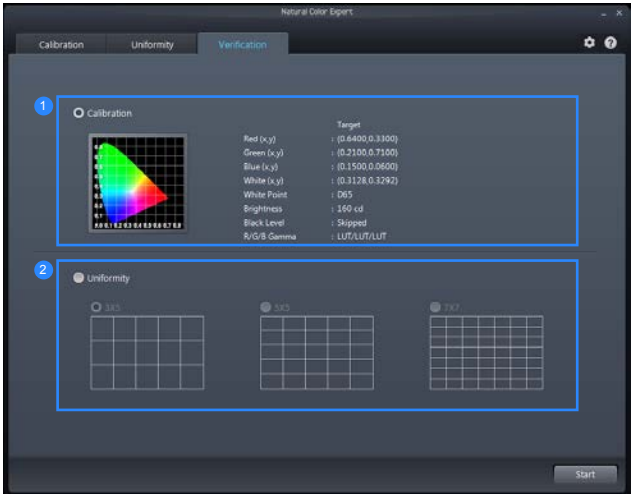 Natural Color Expert
Calibration Uniformity Verification
1
Calibration
Target
Red (x,y) : (0.6400,0.3300)
Green (x,y) : (0.2100,0.7100)
Blue (x,y) : (0.1500,0.0600)
White (x,y) : (0.3128,0.3292)
White Point : D65
Brightness : 160 cd
Black Level : Skipped
R/G/B Gamma : LUT/LUT/LUT
2
Uniformity
3X5 5X5 7X7
Start